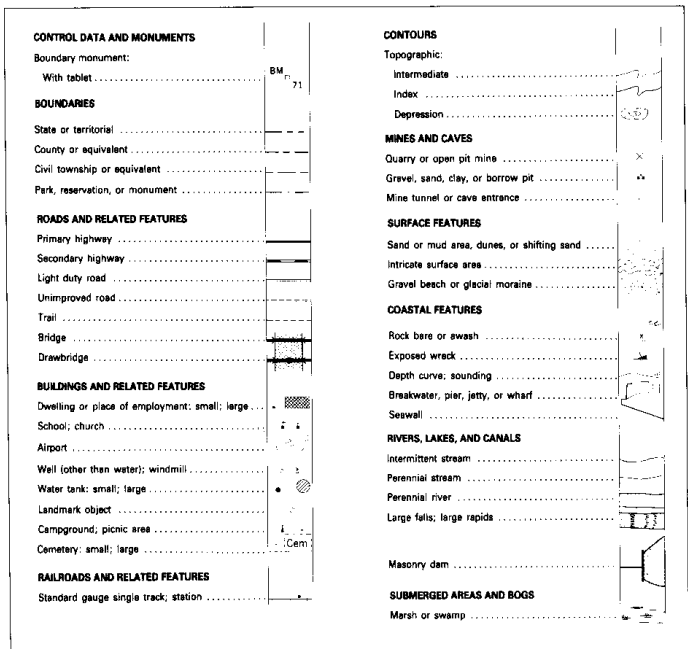 CONTROL DATA AND MONUMENTS
Boundary monument:
With tablet
BM
71
BOUNDARIES
State or territorial
County or equivalent
Civil township or equivalent
Park, reservation, or monument
ROADS AND RELATED FEATURES
Primary highway
Secondary highway
Light duty road
Unimproved road
Trail
Bridge
Drawbridge
BUILDINGS AND RELATED FEATURES
Dwelling or place of employment: small; large
School; church
Airport
Well (other than water); windmill
Water tank: small; large
Landmark object
Campground; picnic area
Cemetery: small; large
Cem
RAILROADS AND RELATED FEATURES
Standard gauge single track; station
CONTOURS
Topographic:
Intermediate
Index
Depression
MINES AND CAVES
Quarry or open pit mine
Gravel, sand, clay, or borrow pit
Mine tunnel or cave entrance
SURFACE FEATURES
Sand or mud area, dunes, or shifting sand
Intricate surface area
Gravel beach or glacial moraine
COASTAL FEATURES
Rock bare or awash
Exposed wreck
Depth curve; sounding
Breakwater, pier, jetty, or wharf
Seawall
RIVERS, LAKES, AND CANALS
Intermittent stream
Perennial stream
Perennial river
Large falls; large rapids
Masonry dam
SUBMERGED AREAS AND BOGS
Marsh or swamp